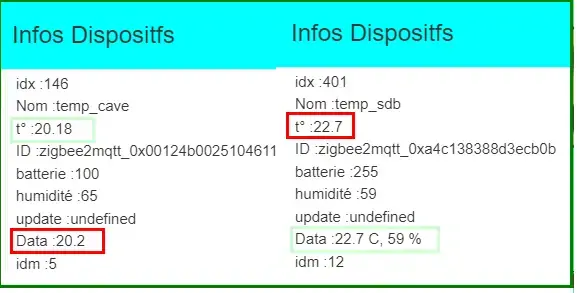 Infos Dispositfs
idx :146
Nom :temp_cave
t° :20.18
ID :zigbee2mqtt_0x00124b0025104611
batterie :100
humidité :65
update :undefined
Data :20.2
idm :5
Infos Dispositfs
idx :401
Nom :temp_sdb
t° :22.7
ID :zigbee2mqtt_0xa4c138388d3ecb0b
batterie :255
humidité :59
update :undefined
Data :22.7 C, 59 %
idm :12